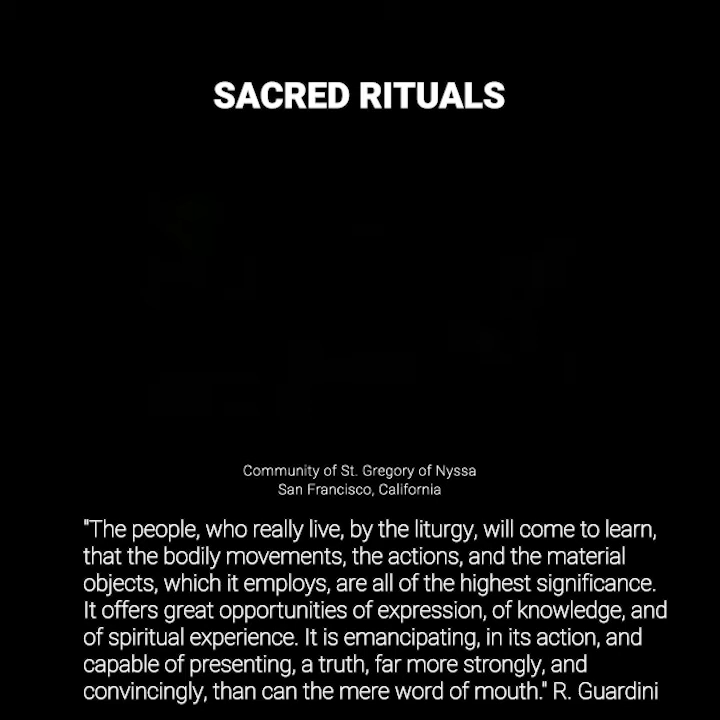 SACRED RITUALS
Community of St. Gregory of Nyssa
San Francisco, California
"The people, who really live, by the liturgy, will come to learn,
that the bodily movements, the actions, and the material
objects, which it employs, are all of the highest significance.
It offers great opportunities of expression, of knowledge, and
of spiritual experience. It is emancipating, in its action, and
capable of presenting, a truth, far more strongly, and
convincingly, than can the mere word of mouth." R. Guardini